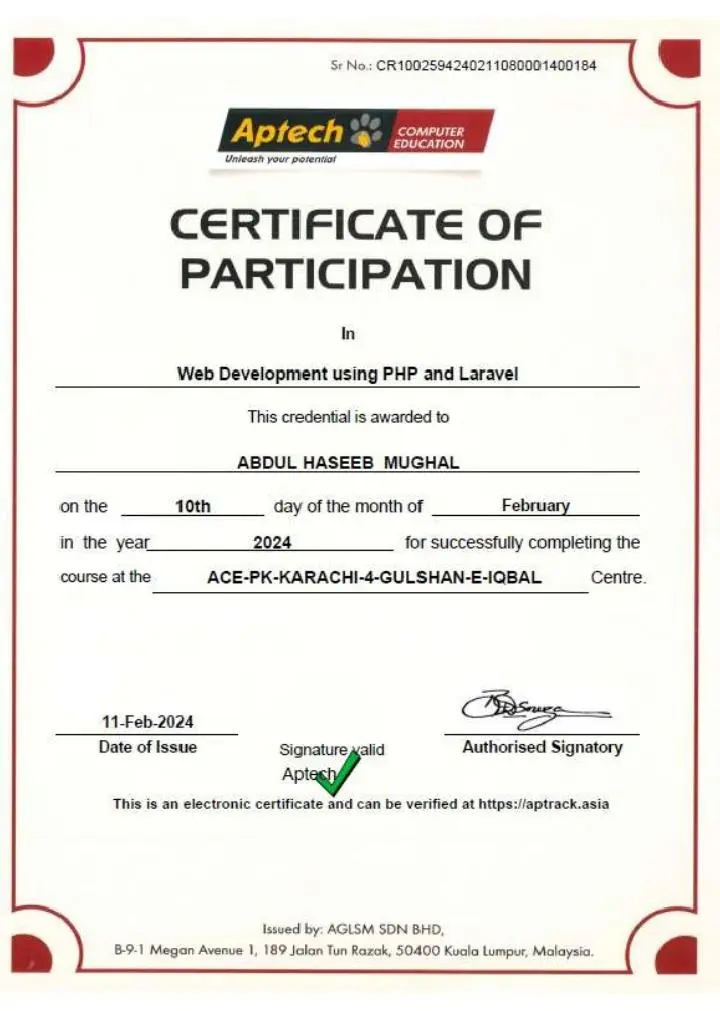 Sr No.: CR1002594240211080001400184
Aptech COMPUTER EDUCATION
Unleash your potential
CERTIFICATE OF
PARTICIPATION
In
Web Development using PHP and Laravel
This credential is awarded to
ABDUL HASEEB MUGHAL
on the 10th day of the month of February
in the year 2024 for successfully completing the
course at the ACE-PK-KARACHI-4-GULSHAN-E-IQBAL Centre.
11-Feb-2024
Date of Issue
Signature valid
Aptech
Authorised Signatory
This is an electronic certificate and can be verified at https://aptrack.asia
Issued by: AGLSM SDN BHD,
B-9-1 Megan Avenue 1, 189 Jalan Tun Razak, 50400 Kuala Lumpur, Malaysia.